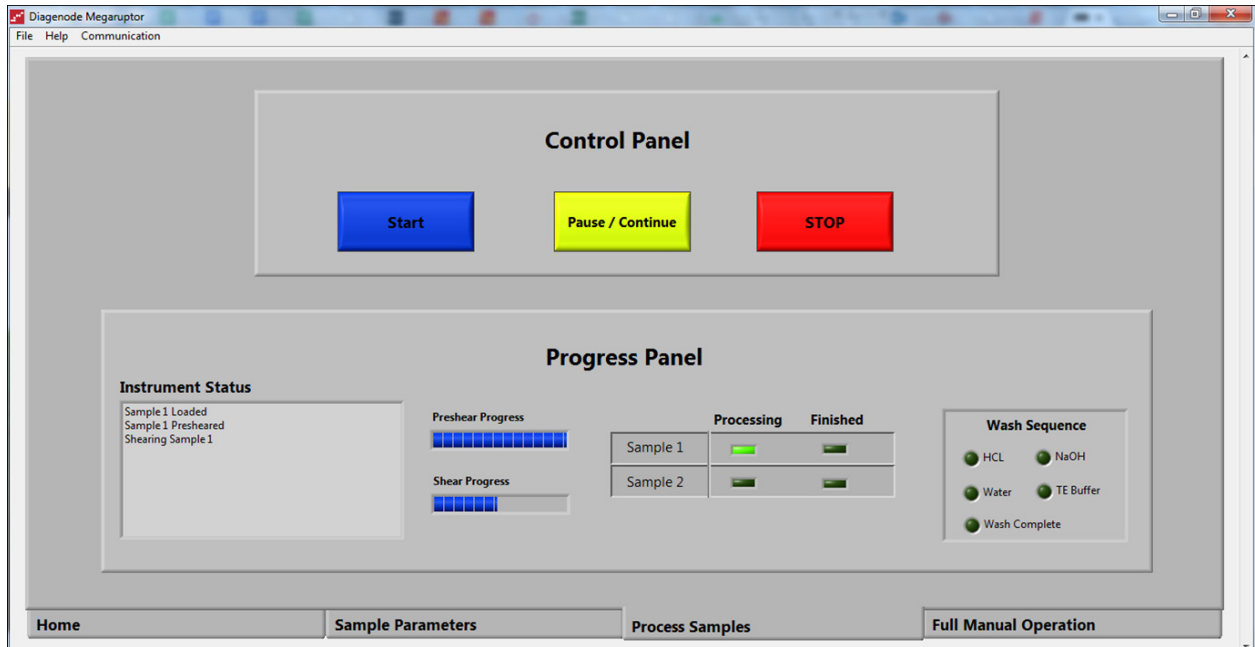 Diagenode Megaruptor
File Help Communication
Control Panel
Start
Pause / Continue
STOP
Progress Panel
Instrument Status
Sample 1 Loaded
Sample 1 Presheared
Shearing Sample 1
Preshear Progress
Shear Progress
Processing Finished
Sample 1
Sample 2
Wash Sequence
HCL NaOH
Water TE Buffer
Wash Complete
Home Sample Parameters Process Samples Full Manual Operation